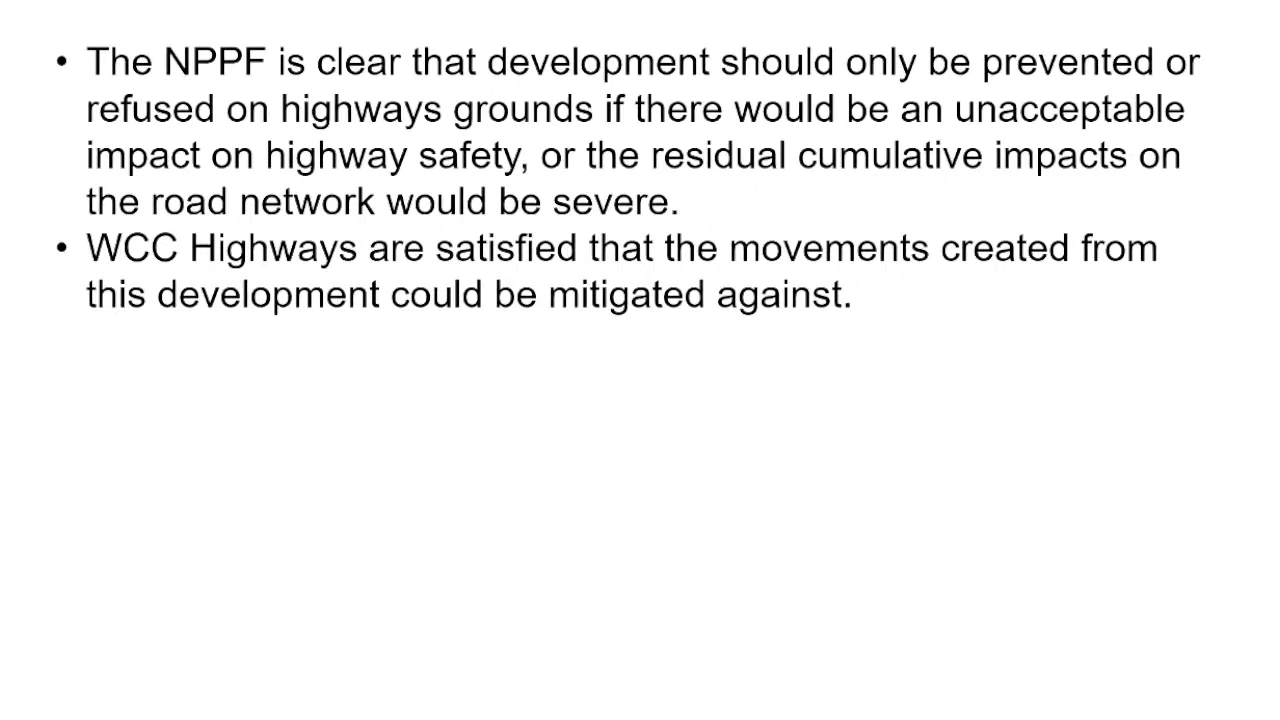 • The NPPF is clear that development should only be prevented or
refused on highways grounds if there would be an unacceptable
impact on highway safety, or the residual cumulative impacts on
the road network would be severe.
• WCC Highways are satisfied that the movements created from
this development could be mitigated against.